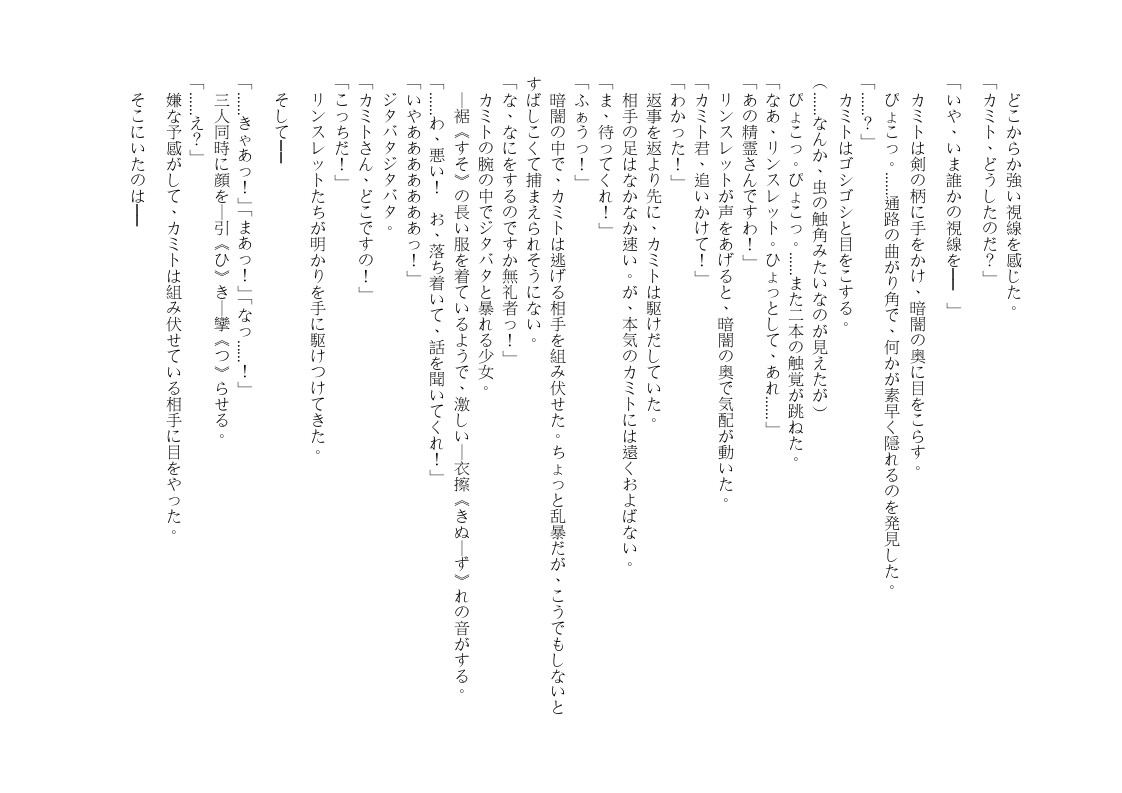 どこからか強い視線を感じた。
「カミト、どうしたのだ？」
「いや、いま誰かの視線を━━　」
カミトは剣の柄に手をかけ、暗闇の奥に目をこらす。
ぴょこっ。……通路の曲がり角で、何かが素早く隠れるのを発見した。
「……？」
カミトはゴシゴシと目をこする。
（……なんか、虫の触角みたいなのが見えたが）
ぴょこっ。ぴょこっ。……また二本の触覚が跳ねた。
「なあ、リンスレット。ひょっとして、あれ……」
「あの精霊さんですわ！」
リンスレットが声をあげると、暗闇の奥で気配が動いた。
「カミト君、追いかけて！」
「わかった！」
返事を返より先に、カミトは駆けだしていた。
相手の足はなかなか速い。が、本気のカミトには遠くおよばない。
「ま、待ってくれ！」
「ふぁうっ！」
暗闇の中で、カミトは逃げる相手を組み伏せた。ちょっと乱暴だが、こうでもしないと
すばしこくて捕まえられそうにない。
「な、なにをするのですか無礼者っ！」
カミトの腕の中でジタバタと暴れる少女。
―裾《すそ》の長い服を着ているようで、激しい―衣擦《きぬ―ず》れの音がする。
「……わ、悪い！　お、落ち着いて、話を聞いてくれ！」
「いやあああああああっ！」
ジタバタジタバタ。
「カミトさん、どこですの！」
「こっちだ！」
リンスレットたちが明かりを手に駆けつけてきた。
そして━━
「……きゃあっ！」「まあっ！」「なっ……！」
三人同時に顔を―引《ひ》き―攣《つ》らせる。
「……え？」
嫌な予感がして、カミトは組み伏せている相手に目をやった。
そこにいたのは━━